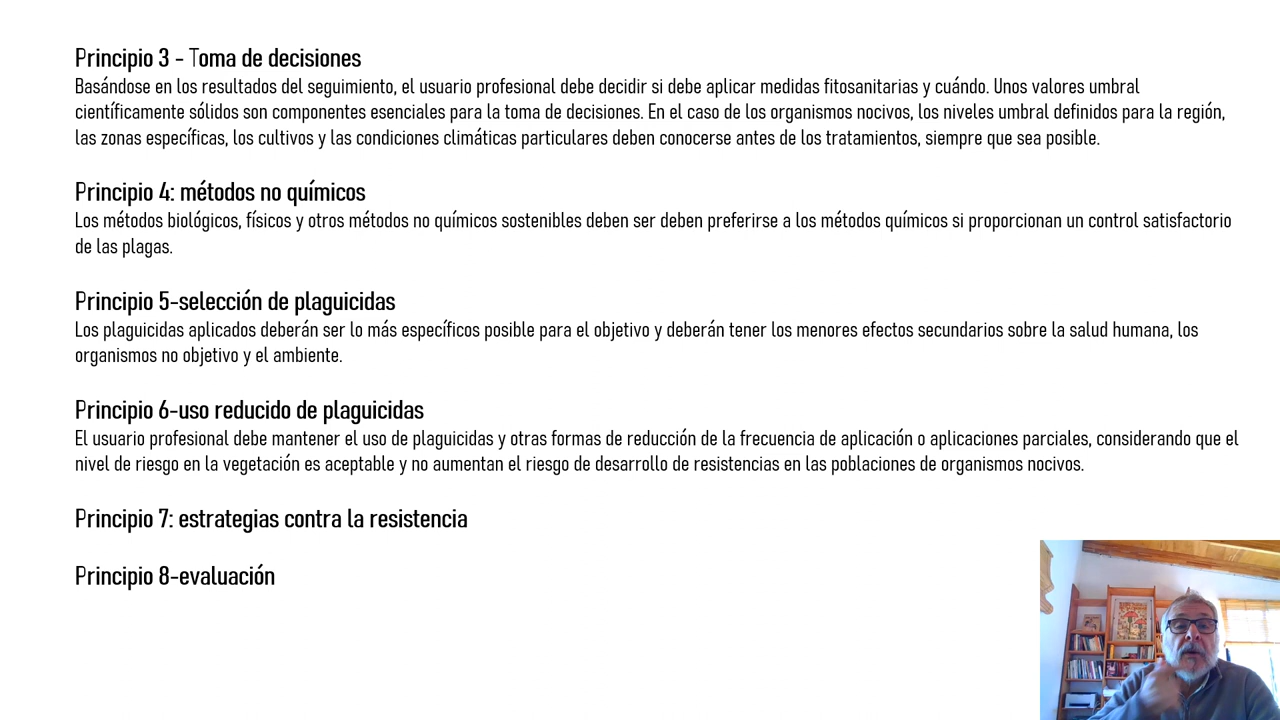 Principio 3 - Toma de decisiones
Basándose en los resultados del seguimiento, el usuario profesional debe decidir si debe aplicar medidas fitosanitarias y cuándo. Unos valores umbral
científicamente sólidos son componentes esenciales para la toma de decisiones. En el caso de los organismos nocivos, los niveles umbral definidos para la región,
las zonas específicas, los cultivos y las condiciones climáticas particulares deben conocerse antes de los tratamientos, siempre que sea posible.
Principio 4: métodos no químicos
Los métodos biológicos, físicos y otros métodos no químicos sostenibles deben ser deben preferirse a los métodos químicos si proporcionan un control satisfactorio
de las plagas.
Principio 5-selección de plaguicidas
Los plaguicidas aplicados deberán ser lo más específicos posible para el objetivo y deberán tener los menores efectos secundarios sobre la salud humana, los
organismos no objetivo y el ambiente.
Principio 6-uso reducido de plaguicidas
El usuario profesional debe mantener el uso de plaguicidas y otras formas de reducción de la frecuencia de aplicación o aplicaciones parciales, considerando que el
nivel de riesgo en la vegetación es aceptable y no aumentan el riesgo de desarrollo de resistencias en las poblaciones de organismos nocivos.
Principio 7: estrategias contra la resistencia
Principio 8-evaluación